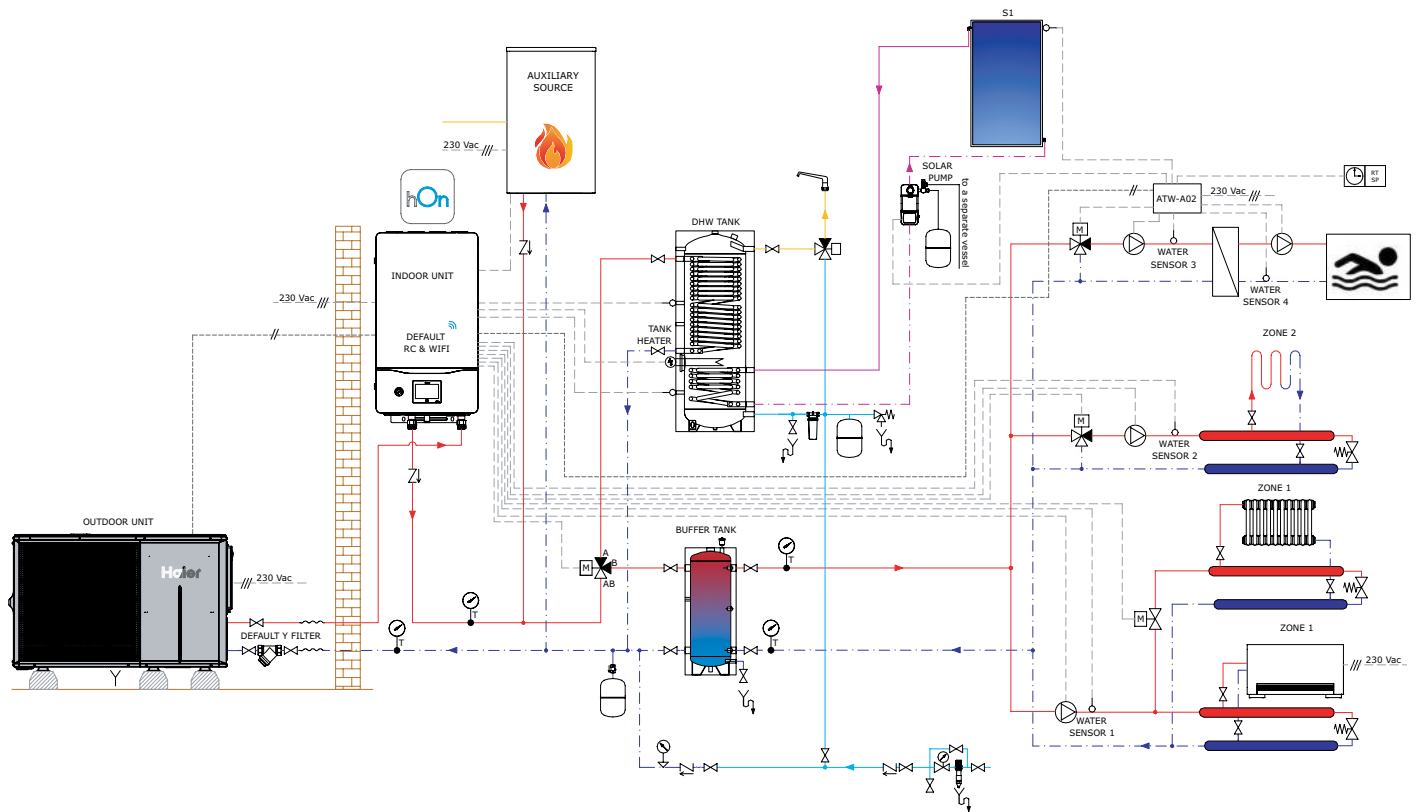 S1
AUXILIARY
SOURCE
230 Vac
hOn
SOLAR
PUMP
to a separate vessel
ATW-A02
230 Vac
RT
SP
DHW TANK
M
WATER
SENSOR 3
WATER
SENSOR 4
INDOOR UNIT
230 Vac
DEFAULT
RC & WIFI
TANK
HEATER
ZONE 2
M
WATER
SENSOR 2
ZONE 1
OUTDOOR UNIT
Haier
230 Vac
BUFFER TANK
A
M
B
AB
T
T
M
DEFAULT Y FILTER
T
T
ZONE 1
230 Vac
WATER
SENSOR 1